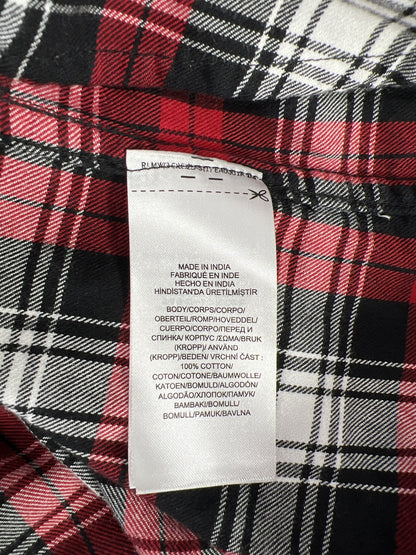 MADE IN INDIA
FABRIQUÉ EN INDE
HECHO EN INDIA
HİNDİSTAN'DA ÜRETİLMİŞTİR
BODY/CORPS/CORPO/
OBERTEIL/ROMP/HOVEDDEL/
CUERPO/CORPO/ПЕРЕД И
СПИНКА/ КОРПУС /ΣΩΜΑ/BRUK
(KROPP)/ ANVÄND
(KROPP)/BEDEN/ VRCHNÍ ČÁST :
100% COTTON/
COTON/COTONE/BAUMWOLLE/
KATOEN/BOMULD/ALGODÓN/
ALGODÃO/ХЛОПОК/ПАМУК/
ΒΑΜΒΑΚΙ/BOMULL/
BOMULL/PAMUK/BAVLNA